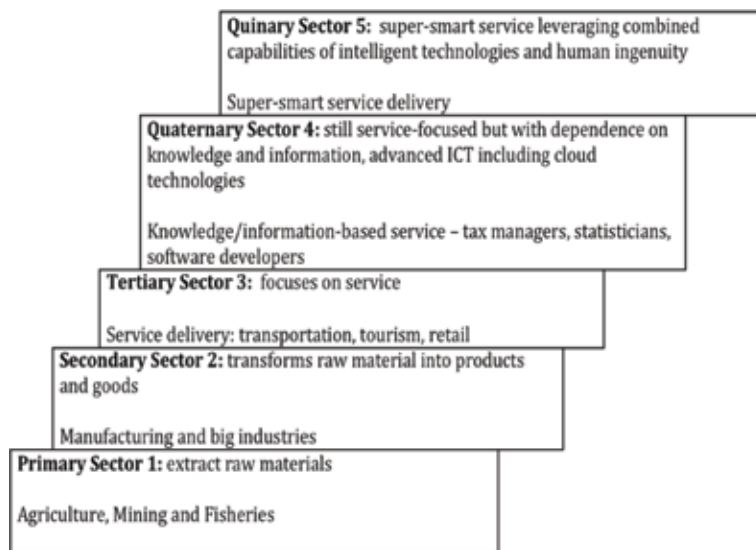 Quinary Sector 5: super-smart service leveraging combined
capabilities of intelligent technologies and human ingenuity
Super-smart service delivery
Quaternary Sector 4: still service-focused but with dependence on
knowledge and information, advanced ICT including cloud
technologies
Knowledge/information-based service – tax managers, statisticians,
software developers
Tertiary Sector 3: focuses on service
Service delivery: transportation, tourism, retail
Secondary Sector 2: transforms raw material into products
and goods
Manufacturing and big industries
Primary Sector 1: extract raw materials
Agriculture, Mining and Fisheries